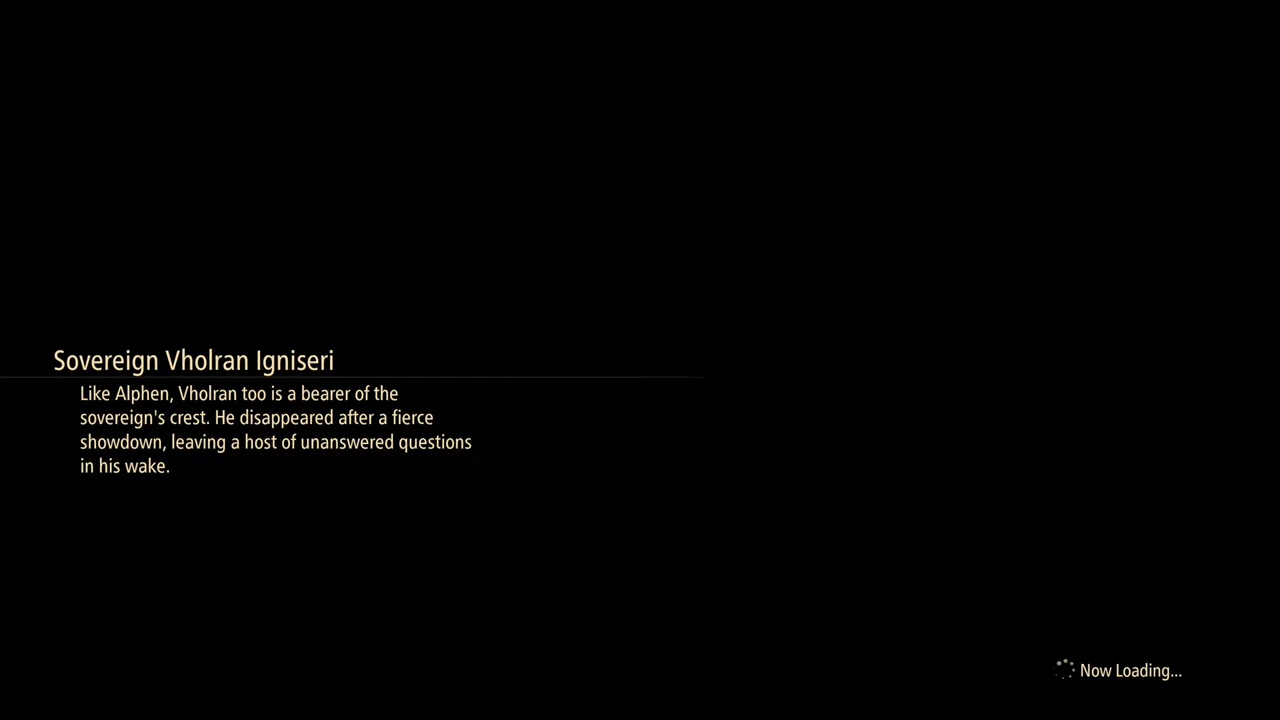 Sovereign Vholran Igniseri
Like Alphen, Vholran too is a bearer of the
sovereign's crest. He disappeared after a fierce
showdown, leaving a host of unanswered questions
in his wake.
Now Loading...